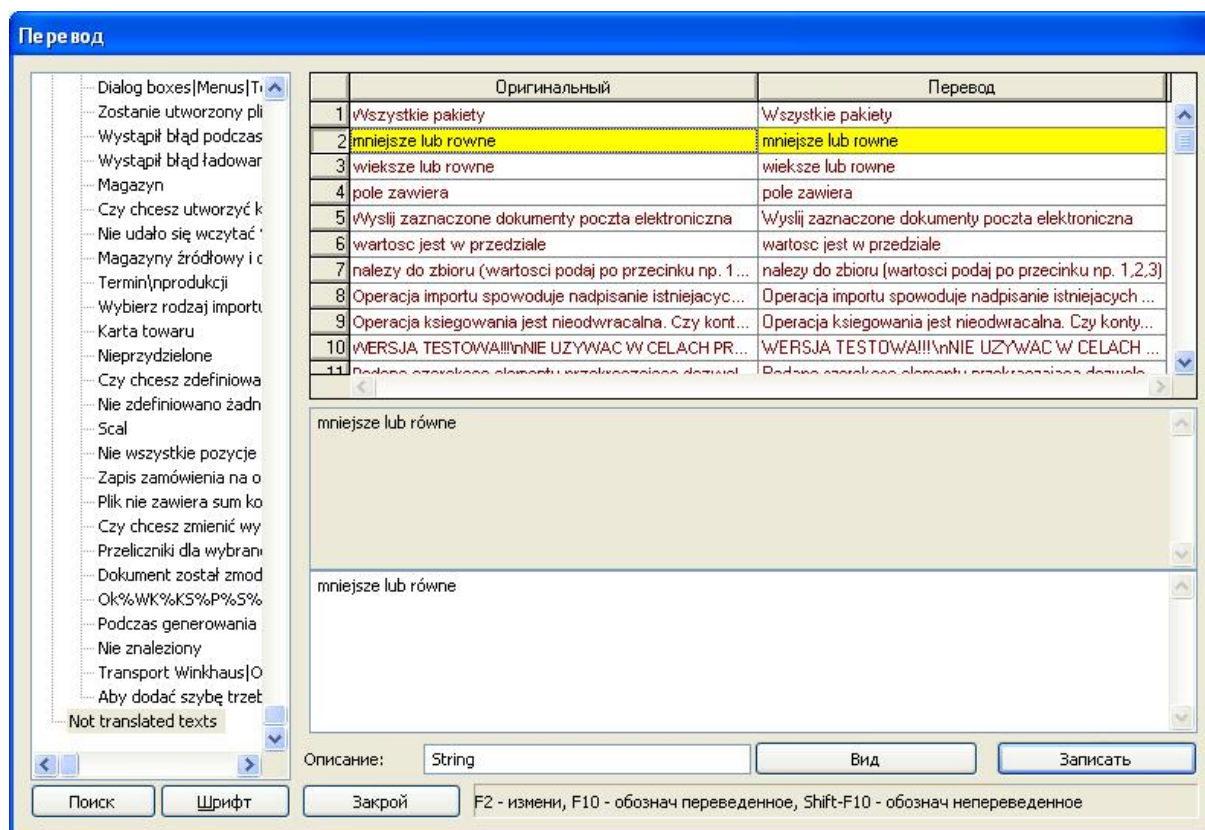 Перевод
Dialog boxes|Menus|T
Zostanie utworzony pli
Wystąpił błąd podczas
Wystąpił błąd ładowar
Magazyn
Czy chcesz utworzyć k
Nie udało się wczytać
Magazyny źródłowy i
Termin\nprodukcji
Wybierz rodzaj importu
Karta towaru
Nieprzydzielone
Czy chcesz zdefiniowa
Nie zdefiniowano żadn
Scal
Nie wszystkie pozycje
Zapis zamówienia na o
Plik nie zawiera sum ko
Czy chcesz zmienić wy
Przeliczniki dla wybran
Dokument został zmod
Ok%WK%KS%P%S%
Podczas generowania
Nie znaleziony
Transport Winkhaus|O
Aby dodać szybę trzeb
Not translated texts
Оригинальный Перевод
1 Wszystkie pakiety Wszystkie pakiety
2 mniejsze lub rowne mniejsze lub rowne
3 wieksze lub rowne wieksze lub rowne
4 pole zawiera pole zawiera
5 Wyslij zaznaczone dokumenty poczta elektroniczna Wyslij zaznaczone dokumenty poczta elektroniczna
6 wartosc jest w przedziale wartosc jest w przedziale
7 nalezy do zbioru (wartosci podaj po przecinku np. 1... nalezy do zbioru (wartosci podaj po przecinku np. 1,2,3)
8 Operacja importu spowoduje nadpisanie istniejacyc... Operacja importu spowoduje nadpisanie istniejacych ...
9 Operacja ksiegowania jest nieodwracalna. Czy kont... Operacja ksiegowania jest nieodwracalna. Czy konty...
10 WERSJA TESTOWA!!!\nNIE UZYWAC W CELACH PR... WERSJA TESTOWA!!!\nNIE UZYWAC W CELACH ...
11
mniejsze lub równe
mniejsze lub równe
Описание: String Вид Записать
Поиск Шрифт Закрой F2 - измени, F10 - обознач переведенное, Shift-F10 - обознач непереведенное